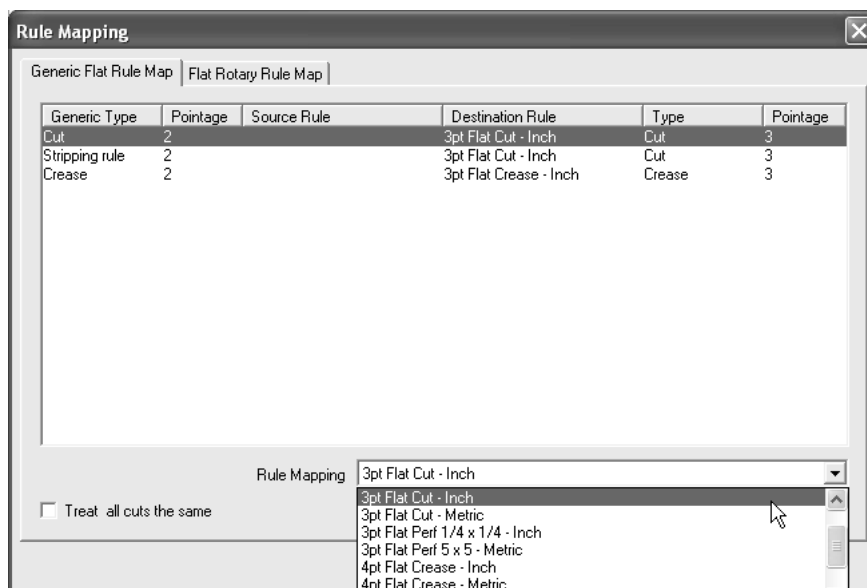 Rule Mapping
Generic Flat Rule Map Flat Rotary Rule Map
Generic Type Pointage Source Rule Destination Rule Type Pointage
Cut 2 3pt Flat Cut - Inch Cut 3
Stripping rule 2 3pt Flat Cut - Inch Cut 3
Crease 2 3pt Flat Crease - Inch Crease 3
Rule Mapping 3pt Flat Cut - Inch
3pt Flat Cut - Inch
Treat all cuts the same
3pt Flat Cut - Metric
3pt Flat Perf 1/4 x 1/4 - Inch
3pt Flat Perf 5 x 5 - Metric
4pt Flat Crease - Inch
4pt Flat Crease - Metric